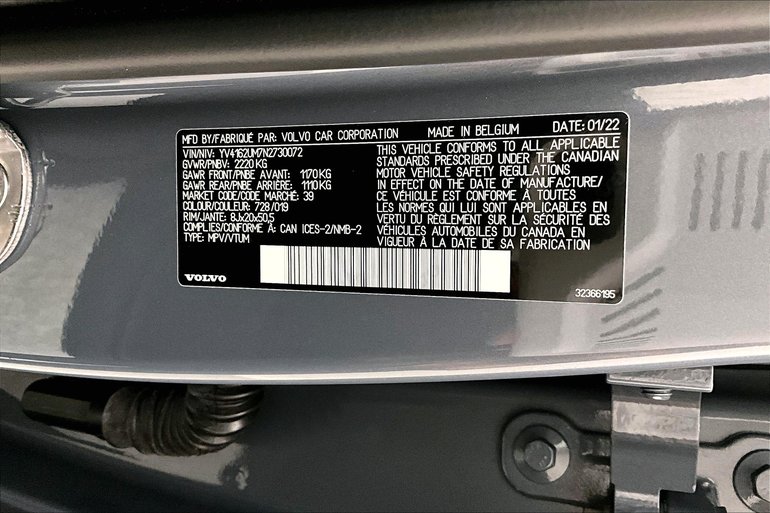 MFD BY/FABRIQUÉ PAR: VOLVO CAR CORPORATION MADE IN BELGIUM DATE: 01/22
VIN/NIV: YV4162UM7N2730072
GVWR/PNBV: 2220 KG
GAWR FRONT/PNBE AVANT: 1170 KG
GAWR REAR/PNBE ARRIÈRE: 1110 KG
MARKET CODE/CODE MARCHÉ: 39
COLOUR/COULEUR: 728/019
RIM/JANTE: 8Jx20x50,5
COMPLIES/CONFORME À: CAN ICES-2/NMB-2
TYPE: MPV/VTUM
THIS VEHICLE CONFORMS TO ALL APPLICABLE
STANDARDS PRESCRIBED UNDER THE CANADIAN
MOTOR VEHICLE SAFETY REGULATIONS
IN EFFECT ON THE DATE OF MANUFACTURE/
CE VÉHICULE EST CONFORME À TOUTES
LES NORMES QUI LUI SONT APPLICABLES EN
VERTU DU RÈGLEMENT SUR LA SÉCURITÉ DES
VÉHICULES AUTOMOBILES DU CANADA EN
VIGUEUR À LA DATE DE SA FABRICATION
VOLVO
32366195